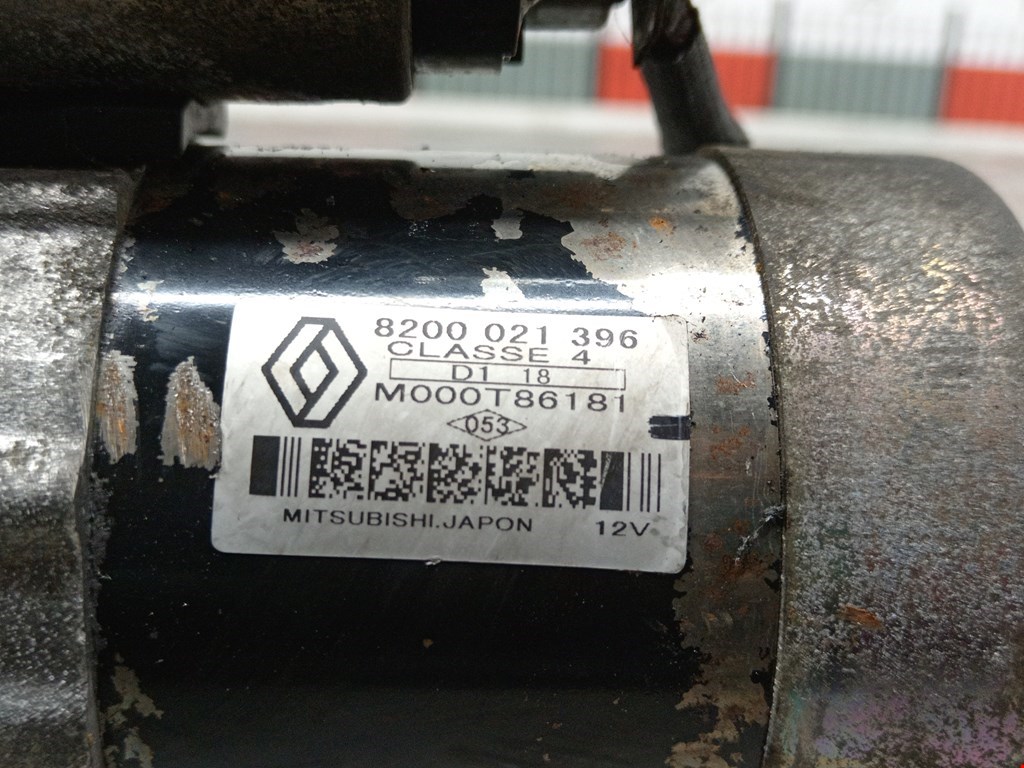 8200 021 396
CLASSE 4
D1 18
M000T86181
053
MITSUBISHI.JAPON 12V